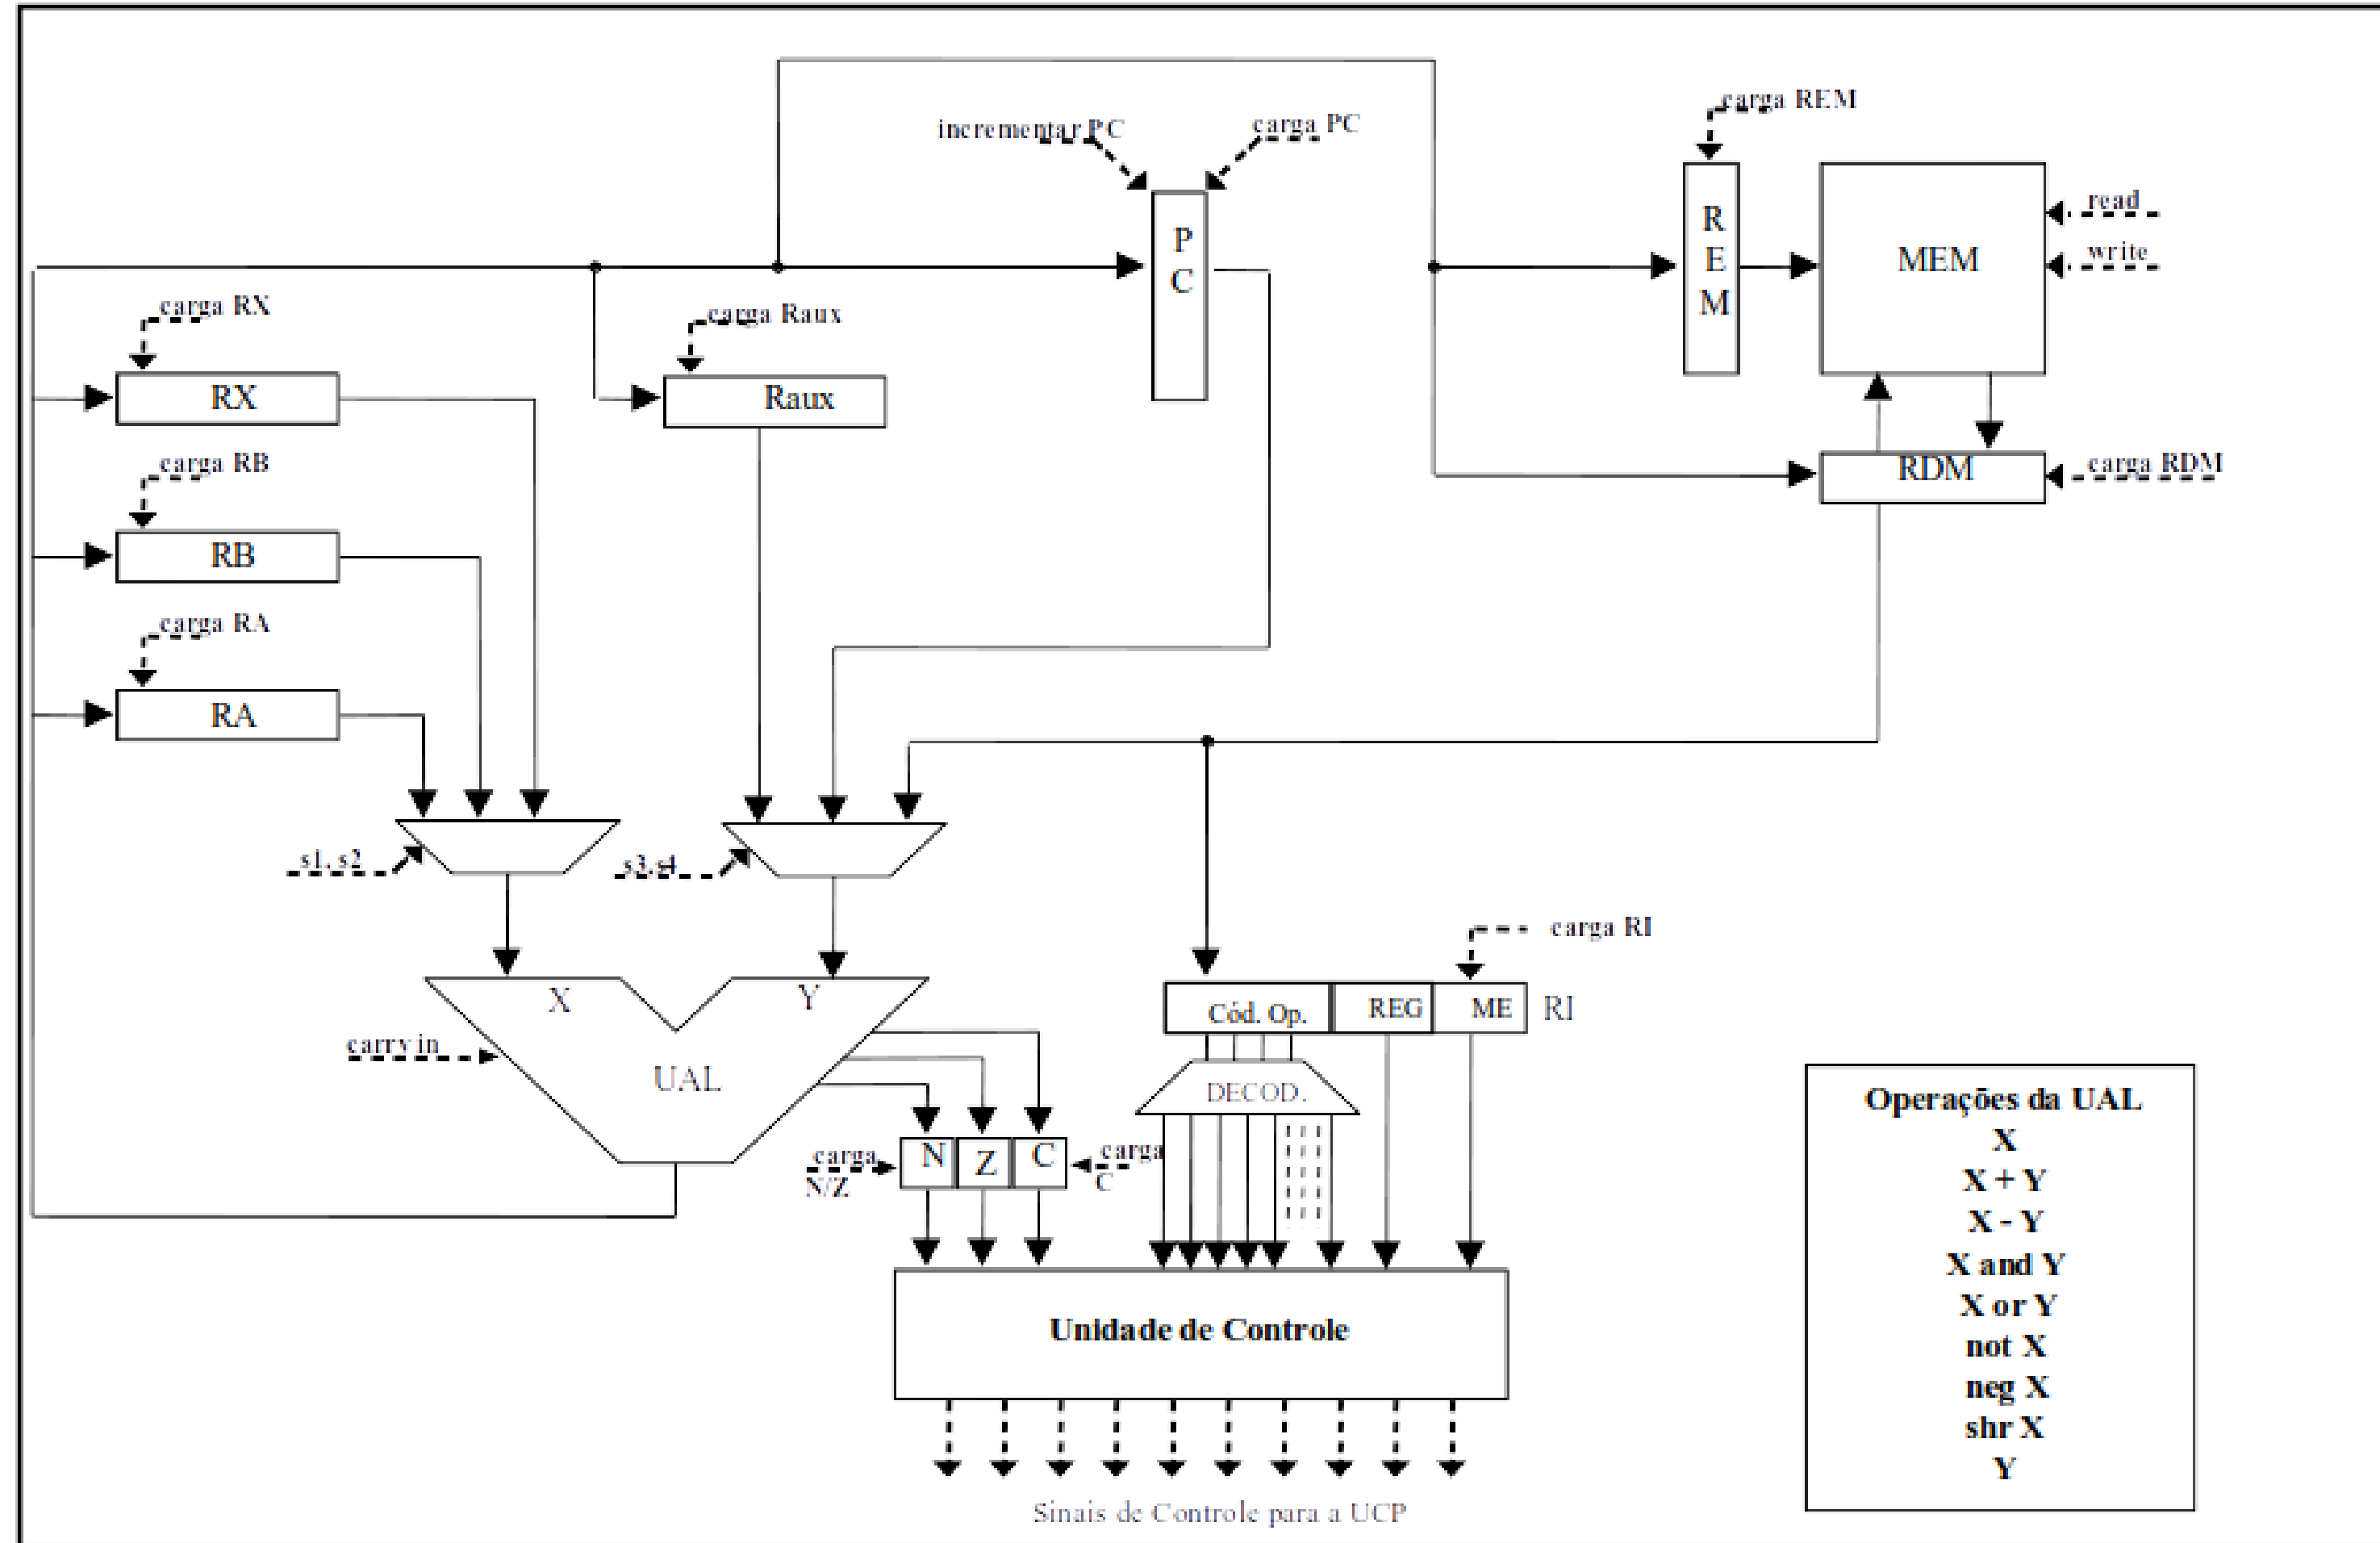 carga REM
incrementar PC
carga PC
P
C
R
E
M
MEM
read
write
carga RX
RX
carga Raux
Raux
carga RB
RB
RDM
carga RDM
carga RA
RA
s1, s2
s3,s4
carga RI
X
Y
Cód. Op.
REG
ME
RI
carry in
UAL
DECOD.
carga
N/Z
N
Z
C
carga
C
Unidade de Controle
Sinais de Controle para a UCP
Operações da UAL
X
X + Y
X - Y
X and Y
X or Y
not X
neg X
shr X
Y